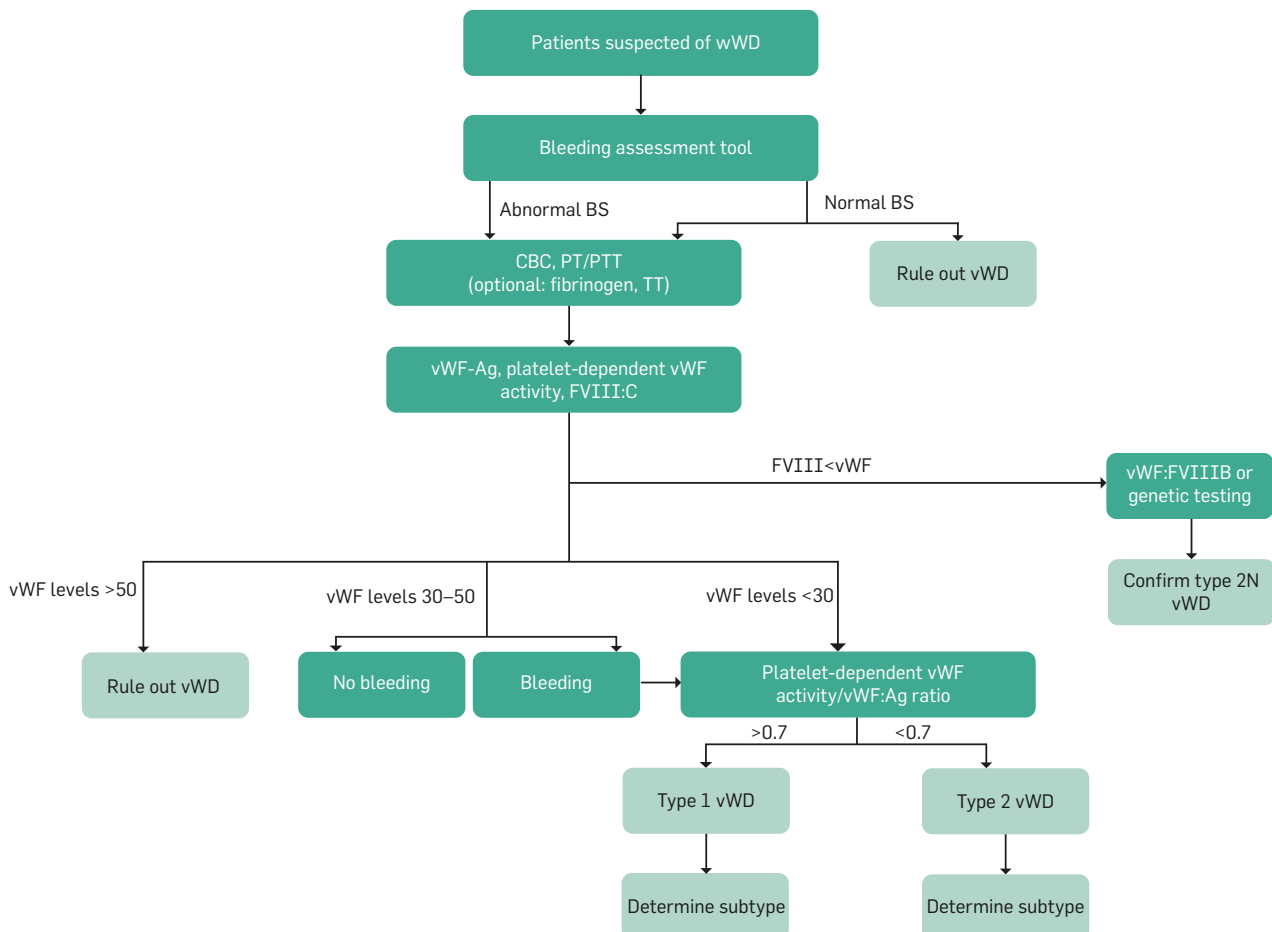 Patients suspected of wWD
Bleeding assessment tool
Abnormal BS
Normal BS
CBC, PT/PTT
(optional: fibrinogen, TT)
Rule out vWD
vWF-Ag, platelet-dependent vWF
activity, FVIII:C
FVIII<vWF
vWF:FVIIIB or
genetic testing
Confirm type 2N
vWD
vWF levels >50
vWF levels 30–50
vWF levels <30
Rule out vWD
No bleeding
Bleeding
Platelet-dependent vWF
activity/vWF:Ag ratio
>0.7
<0.7
Type 1 vWD
Type 2 vWD
Determine subtype
Determine subtype